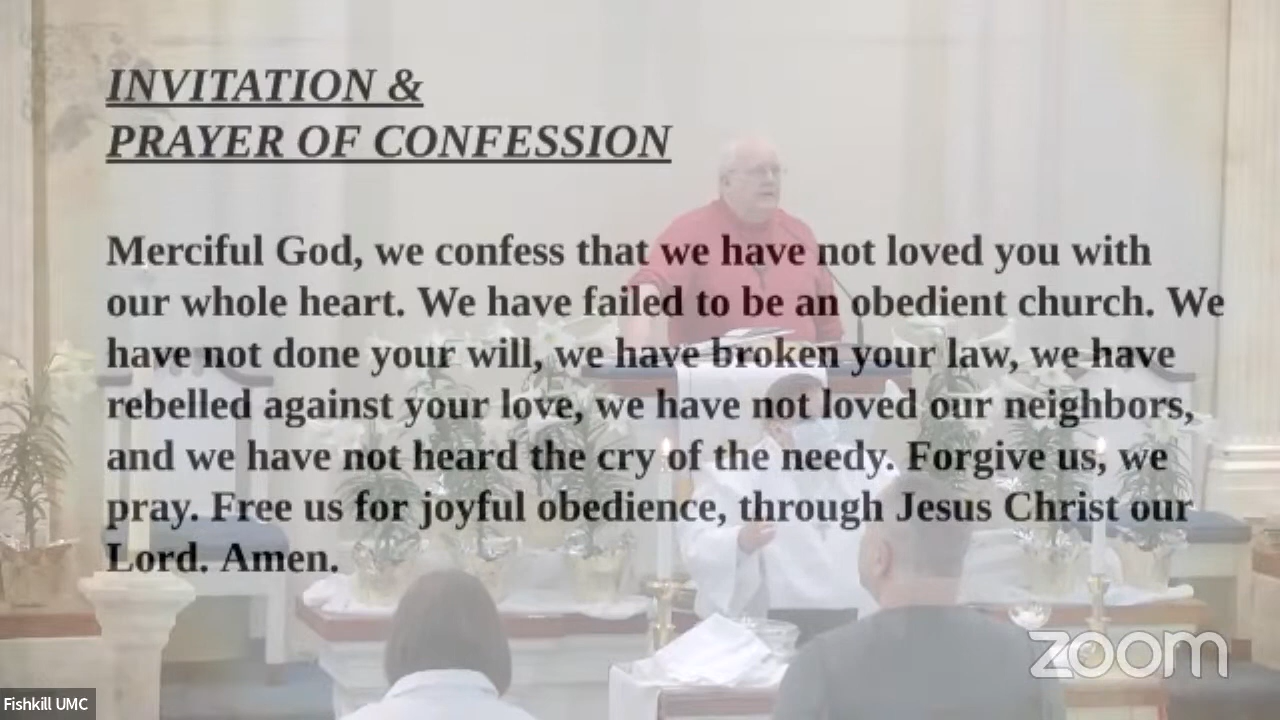 INVITATION &
PRAYER OF CONFESSION
Merciful God, we confess that we have not loved you with
our whole heart. We have failed to be an obedient church. We
have not done your will, we have broken your law, we have
rebelled against your love, we have not loved our neighbors,
and we have not heard the cry of the needy. Forgive us, we
pray. Free us for joyful obedience, through Jesus Christ our
Lord. Amen.
zoom
Fishkill UMC